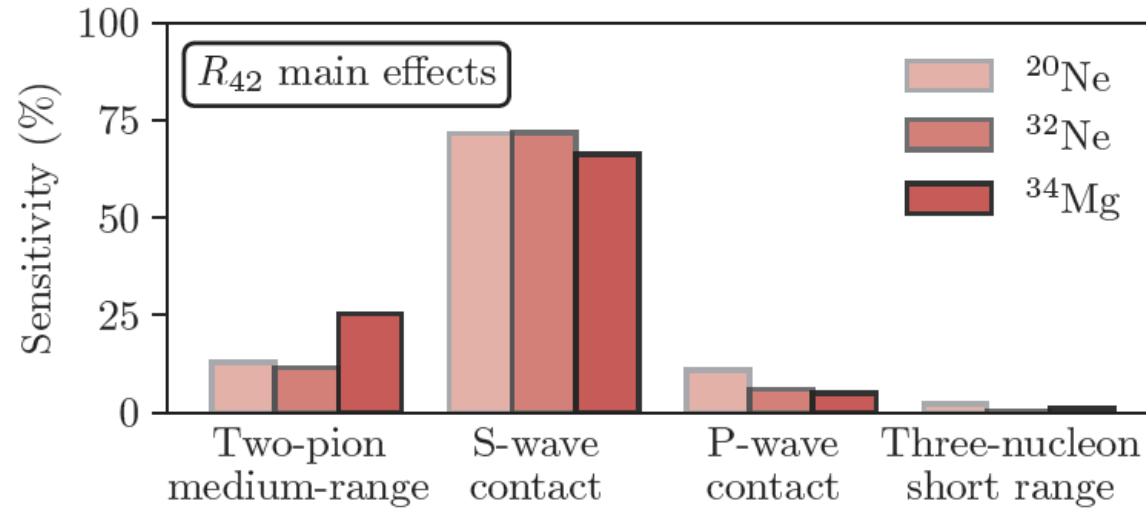 100
75
50
25
0
Sensitivity (%)
R₄₂ main effects
²⁰Ne
³²Ne
³⁴Mg
Two-pion
medium-range
S-wave
contact
P-wave
contact
Three-nucleon
short range